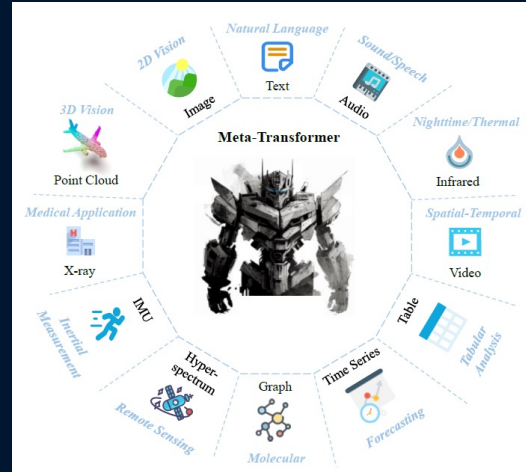 Natural Language
Text
Sound/Speech
Audio
Nighttime/Thermal
Infrared
Spatial-Temporal
Video
Table
Tabular
Analysis
Time Series
Forecasting
Graph
Molecular
Hyper-
spectrum
Remote Sensing
IMU
Inertial
Measurement
Medical Application
X-ray
3D Vision
Point Cloud
2D Vision
Image
Meta-Transformer